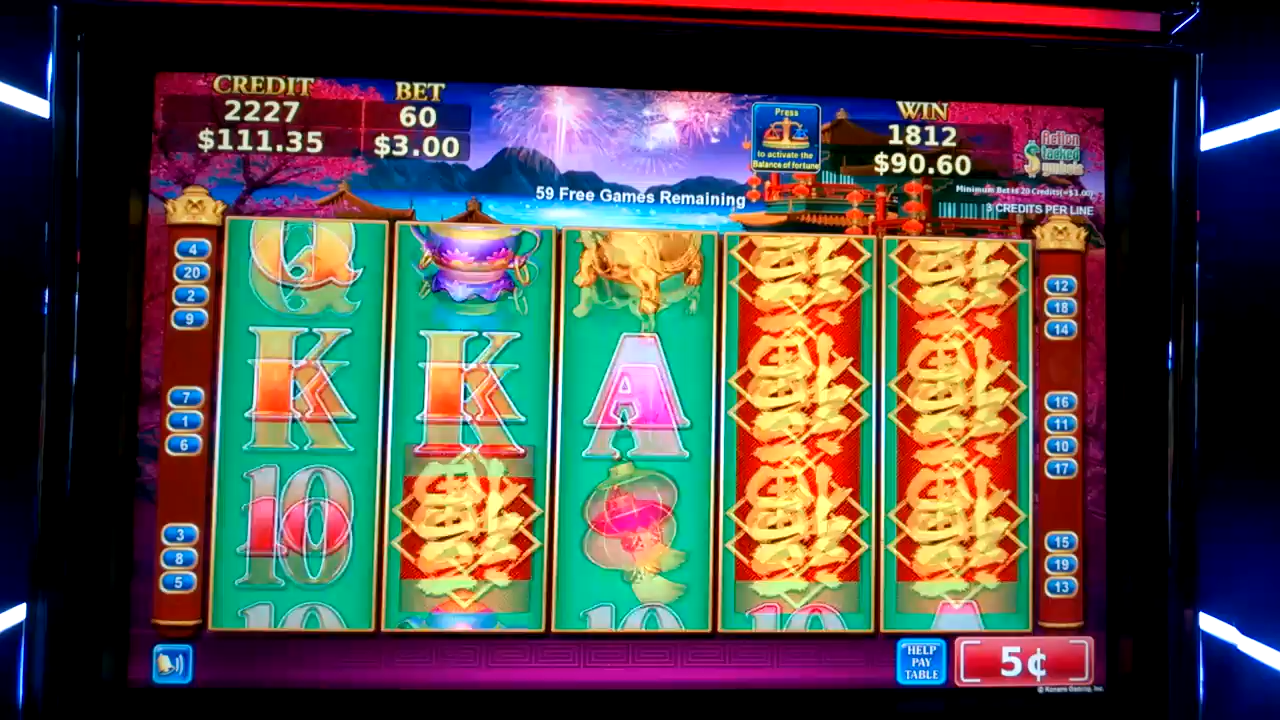 CREDIT
2227
$111.35
BET
60
$3.00
Press
to activate the
Balance of fortune
WIN
1812
$90.60
Action
Stacked
Symbols
59 Free Games Remaining
Minimum Bet is 20 Credits(=$1.00)
3 CREDITS PER LINE
4
20
2
9
7
1
6
3
8
5
Q
K
K
A
10
10
10
10
A
12
18
14
16
11
10
17
15
19
13
HELP
PAY
TABLE
5¢
© Konami Gaming, Inc.